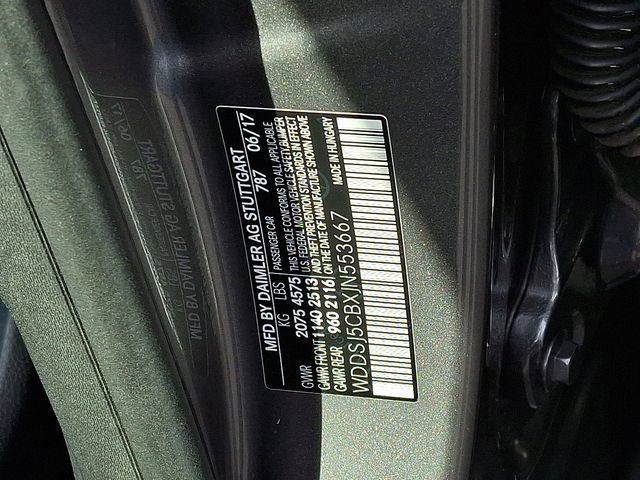 MFD BY DAIMLER AG STUTTGART
787 06/17
KG LBS PASSENGER CAR
GVWR 2075 4575 THIS VEHICLE CONFORMS TO ALL APPLICABLE
GAWR FRONT 1140 2513 U.S. FEDERAL MOTOR VEHICLE SAFETY, BUMPER
GAWR REAR 960 2116 AND THEFT PREVENTION STANDARDS IN EFFECT
ON THE DATE OF MANUFACTURE SHOWN ABOVE
WDDSJ5CBXJN553667 MADE IN HUNGARY